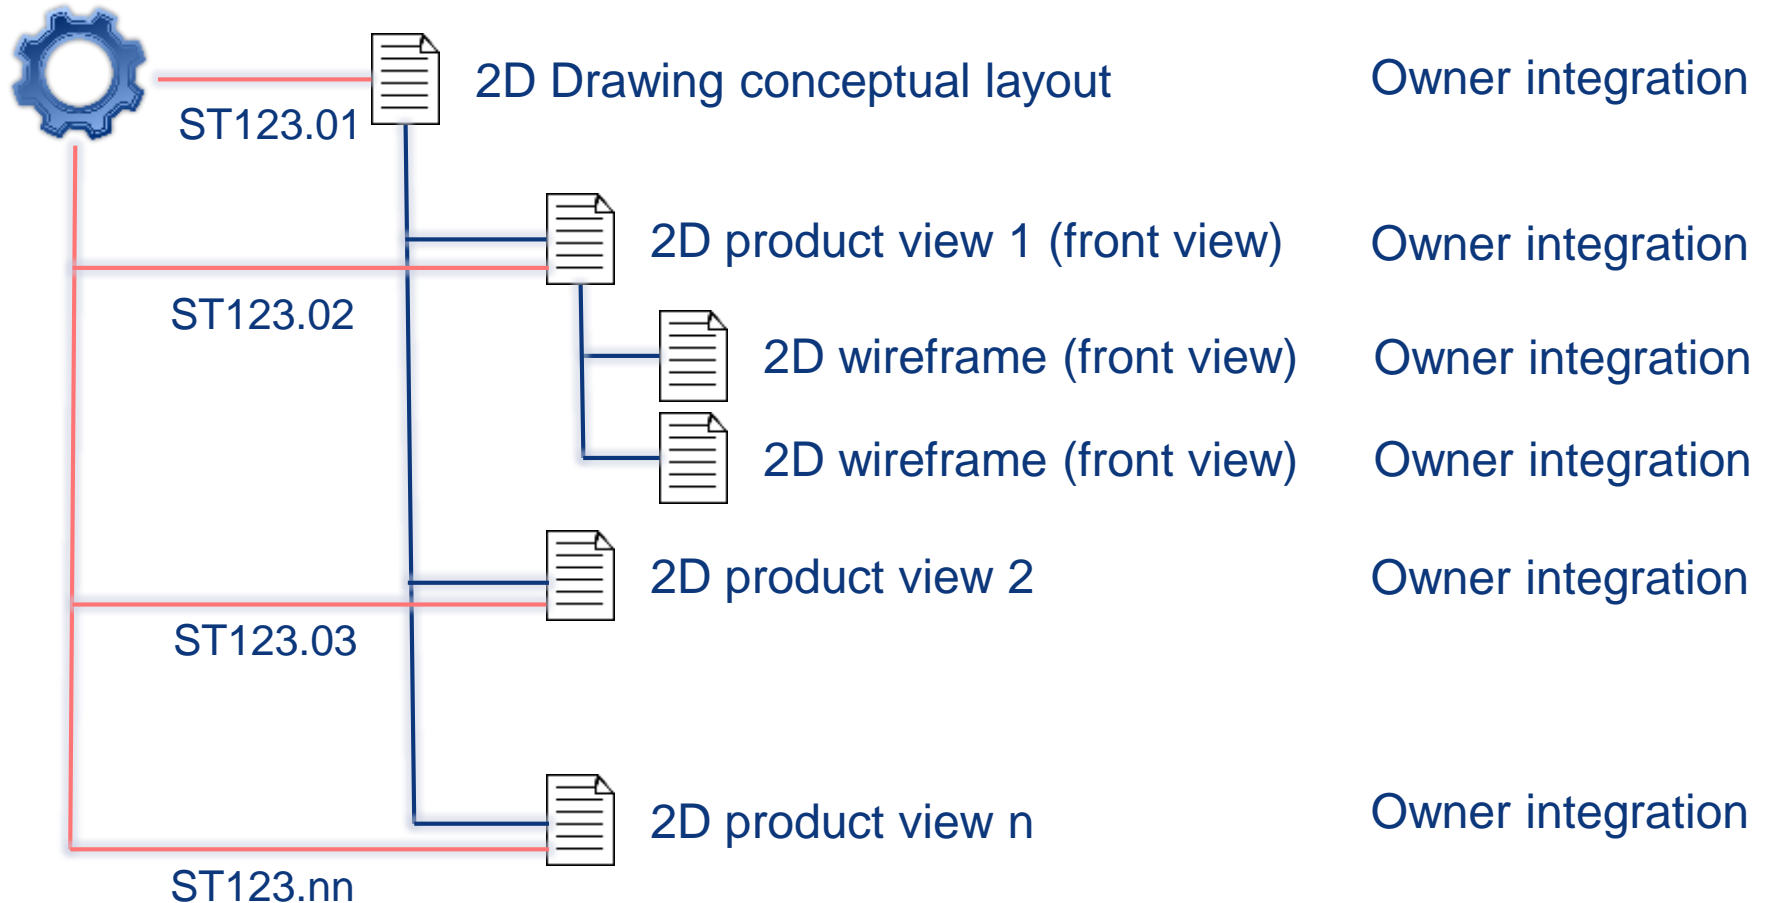 2D Drawing conceptual layout Owner integration
ST123.01
2D product view 1 (front view) Owner integration
ST123.02
2D wireframe (front view) Owner integration
2D wireframe (front view) Owner integration
2D product view 2 Owner integration
ST123.03
2D product view n Owner integration
ST123.nn